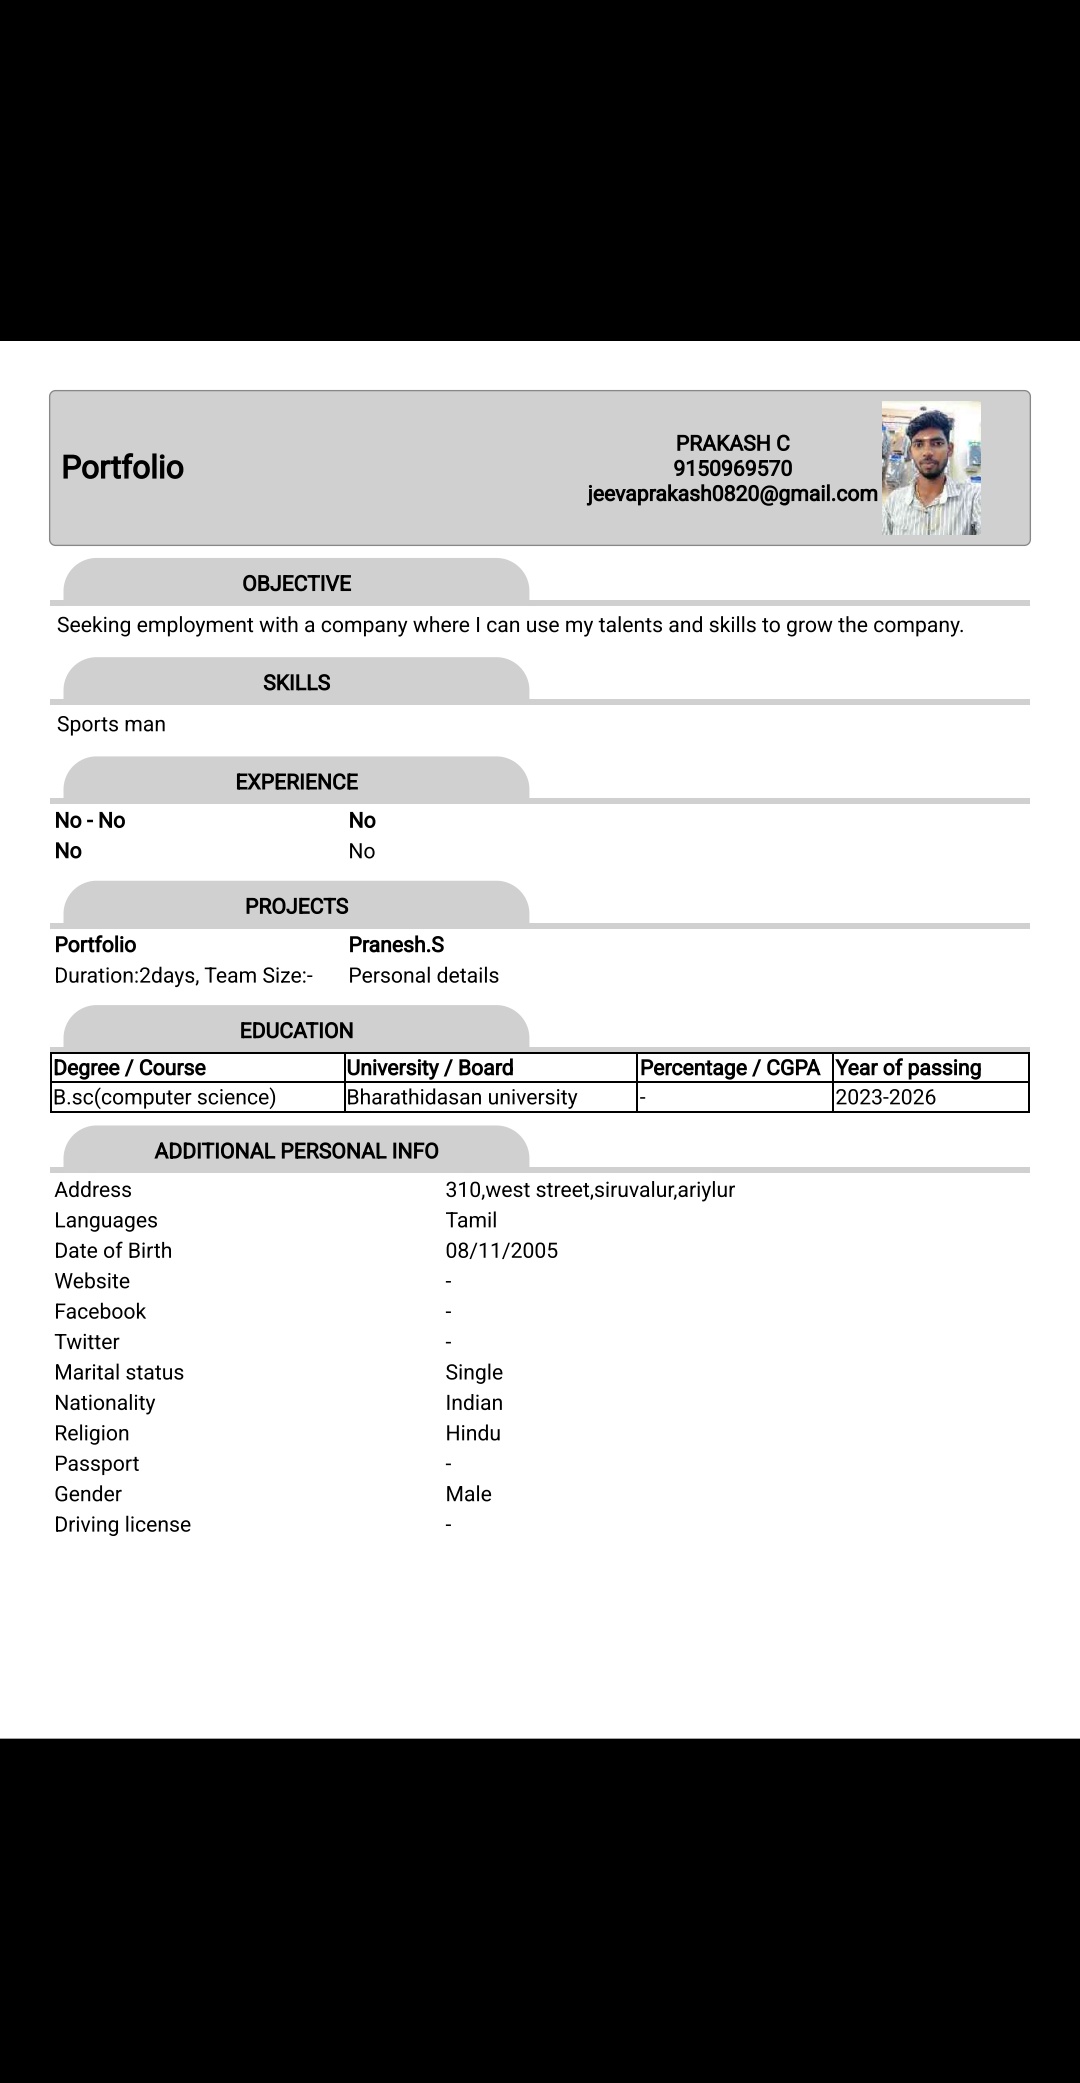 Portfolio
PRAKASH C
9150969570
jeevaprakash0820@gmail.com
OBJECTIVE
Seeking employment with a company where I can use my talents and skills to grow the company.
SKILLS
Sports man
EXPERIENCE
No - No No
No No
PROJECTS
Portfolio Pranesh.S
Duration:2days, Team Size:- Personal details
EDUCATION
Degree / Course University / Board Percentage / CGPA Year of passing
B.sc(computer science) Bharathidasan university - 2023-2026
ADDITIONAL PERSONAL INFO
Address 310,west street,siruvalur,ariylur
Languages Tamil
Date of Birth 08/11/2005
Website -
Facebook -
Twitter -
Marital status Single
Nationality Indian
Religion Hindu
Passport -
Gender Male
Driving license -